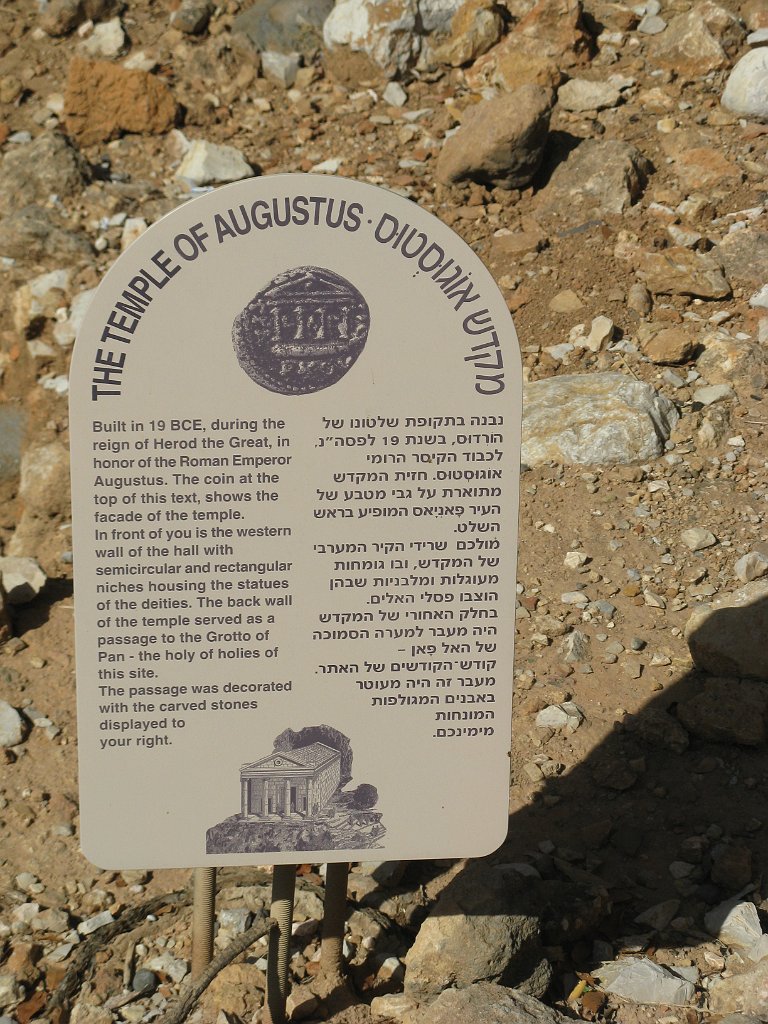 THE TEMPLE OF AUGUSTUS · מקדש אוֹגוּסְטוּס
Built in 19 BCE, during the
reign of Herod the Great, in
honor of the Roman Emperor
Augustus. The coin at the
top of this text, shows the
facade of the temple.
In front of you is the western
wall of the hall with
semicircular and rectangular
niches housing the statues
of the deities. The back wall
of the temple served as a
passage to the Grotto of
Pan - the holy of holies of
this site.
The passage was decorated
with the carved stones
displayed to
your right.
נבנה בתקופת שלטונו של
הורדוס, בשנת 19 לפסה״נ,
לכבוד הקיסר הרומי
אוגוסטוס. חזית המקדש
מתוארת על גבי מטבע של
העיר פַּאנִיָאס המופיע בראש
השלט.
מולכם שרידי הקיר המערבי
של המקדש, ובו גומחות
מעוגלות ומלבניות שבהן
הוצבו פסלי האלים.
בחלק האחורי של המקדש
היה מעבר למערה הסמוכה
של האל פַּאן –
קודש־הקודשים של האתר.
מעבר זה היה מעוטר
באבנים המגולפות
המונחות
מימינכם.